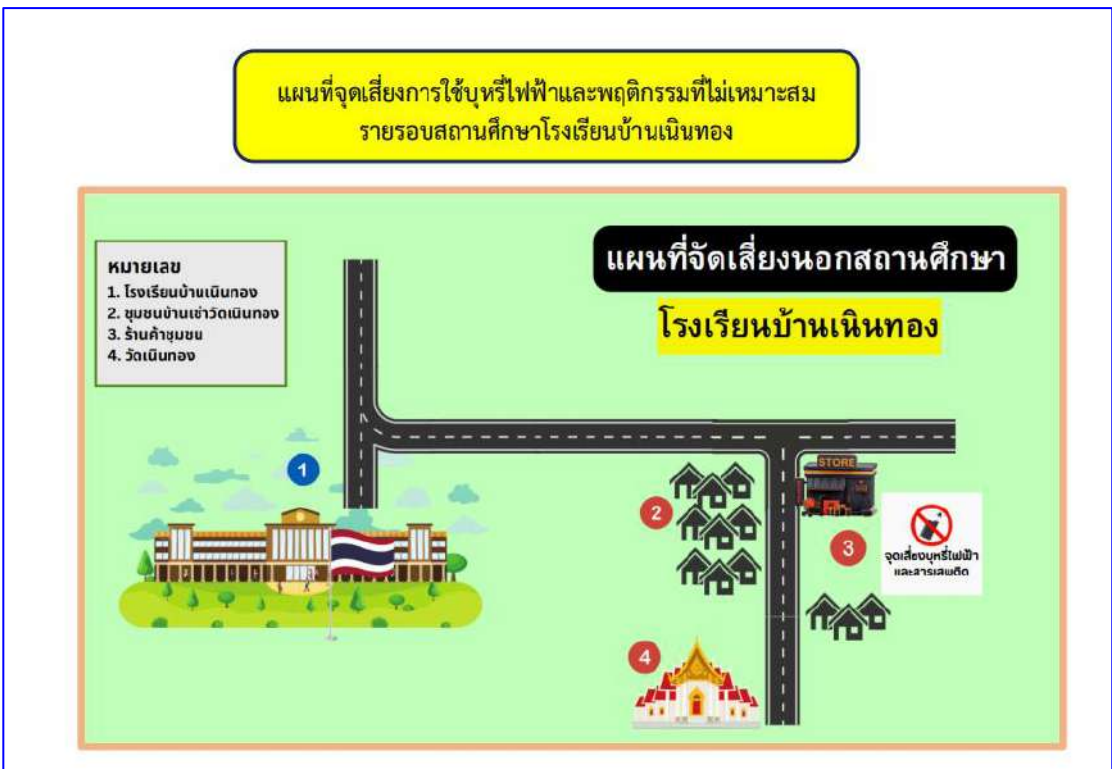 แผนที่จุดเสี่ยงการใช้บุหรี่ไฟฟ้าและพฤติกรรมที่ไม่เหมาะสม
รายรอบสถานศึกษาโรงเรียนบ้านเนินทอง
แผนที่จัดเสี่ยงนอกสถานศึกษา
โรงเรียนบ้านเนินทอง
หมายเลข
1. โรงเรียนบ้านเนินทอง
2. ชุมชนบ้านเช่าวัดเนินทอง
3. ร้านค้าชุมชน
4. วัดเนินทอง
1
STORE
2
3
จุดเสี่ยงบุหรี่ไฟฟ้า
และสารเสพติด
4